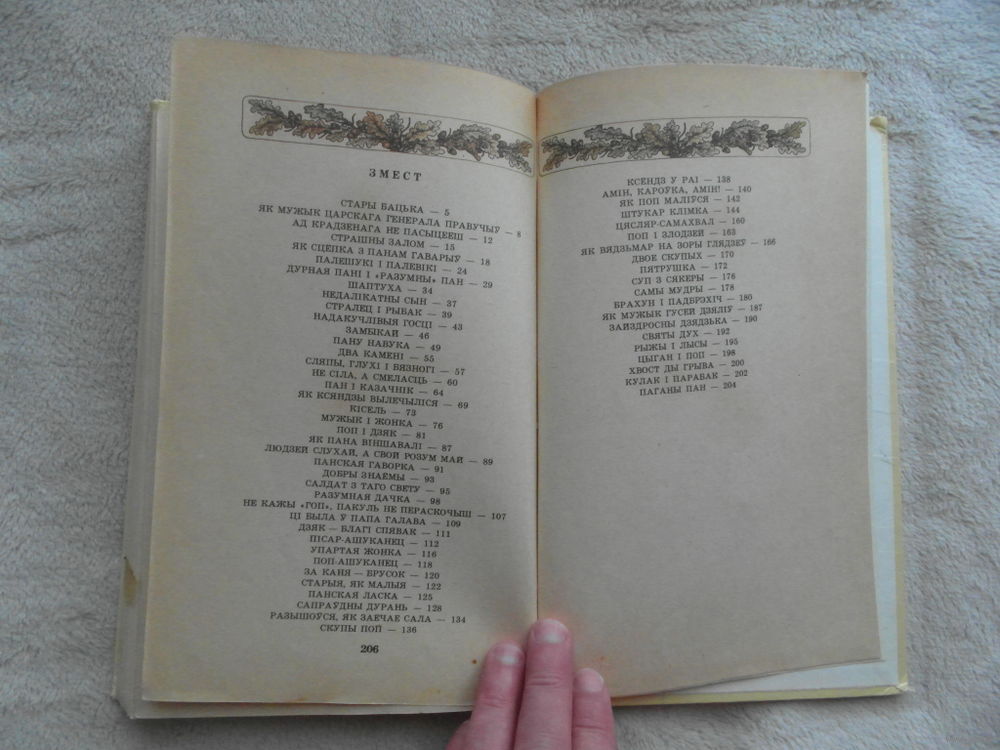 ЗМЕСТ
СТАРЫ БАЦЬКА — 5
ЯК МУЖЫК ЦАРСКАГА ГЕНЕРАЛА ПРАВУЧЫЎ — 8
АД КРАДЗЕНАГА НЕ ПАСЫЦЕЕШ — 12
СТРАШНЫ ЗАЛОМ — 15
ЯК СЦЁПКА З ПАНАМ ГАВАРЫЎ — 18
ПАЛЕШУКІ І ПАЛЕВІКІ — 24
ДУРНАЯ ПАНІ І «РАЗУМНЫ» ПАН — 29
ШАПТУХА — 34
НЕДАЛІКАТНЫ СЫН — 37
СТРАЛЕЦ І РЫБАК — 39
НАДАКУЧЛІВЫЯ ГОСЦІ — 43
ЗАМБІКАЙ — 46
ПАНУ НАВУКА — 49
ДВА КАМЕНІ — 55
СЛЯПЫ, ГЛУХІ І БЯЗНОГІ — 57
НЕ СІЛА, А СМЕЛАСЦЬ — 60
ПАН І КАЗАЧНІК — 64
ЯК КСЯНДЗЫ ВЫЛЕЧЫЛІСЯ — 69
КІСЕЛЬ — 73
МУЖЫК І ЖОНКА — 76
ПОП І ДЗЯК — 81
ЯК ПАНА ВІНШАВАЛІ — 87
ЛЮДЗЕЙ СЛУХАЙ, А СВОЙ РОЗУМ МАЙ — 89
ПАНСКАЯ ГАВОРКА — 91
ДОБРЫ ЗНАЁМЫ — 93
САЛДАТ З ТАГО СВЕТУ — 95
РАЗУМНАЯ ДАЧКА — 98
НЕ КАЖЫ «ГОП», ПАКУЛЬ НЕ ПЕРАСКОЧЫШ — 107
ЦІ БЫЛА Ў ПАПА ГАЛАВА — 109
ДЗЯК — БЛАГІ СПЯВАК — 111
ПІСАР-АШУКАНЕЦ — 112
УПАРТАЯ ЖОНКА — 116
ПОП-АШУКАНЕЦ — 118
ЗА КАНЯ — БРУСОК — 120
СТАРЫЯ, ЯК МАЛЫЯ — 122
ПАНСКАЯ ЛАСКА — 125
САПРАЎДНЫ ДУРАНЬ — 128
РАЗЫШОЎСЯ, ЯК ЗАЕЧАЕ САЛА — 134
СКУПЫ ПОП — 136
206
КСЁНДЗ У РАІ — 138
АМІН, КАРОЎКА, АМІН! — 140
ЯК ПОП МАЛІЎСЯ — 142
ШТУКАР КЛІМКА — 144
ЦЯСЛЯР-САМАХВАЛ — 160
ПОП І ЗЛОДЗЕЙ — 163
ЯК ВЯДЗЬМАР НА ЗОРЫ ГЛЯДЗЕЎ — 166
ДВОЕ СКУПЫХ — 170
ПЯТРУШКА — 172
СУП З СЯКЕРЫ — 176
САМЫ МУДРЫ — 178
БРАХУН І ПАДБРЭХІЧ — 180
ЯК МУЖЫК ГУСЕЙ ДЗЯЛІЎ — 187
ЗАЙЗДРОСНЫ ДЗЯДЗЬКА — 190
СВЯТЫ ДУХ — 192
РЫЖЫ І ЛЫСЫ — 195
ЦЫГАН І ПОП — 198
ХВОСТ ДЫ ГРЫВА — 200
КУЛАК І ПАРАБАК — 202
ПАГАНЫ ПАН — 204